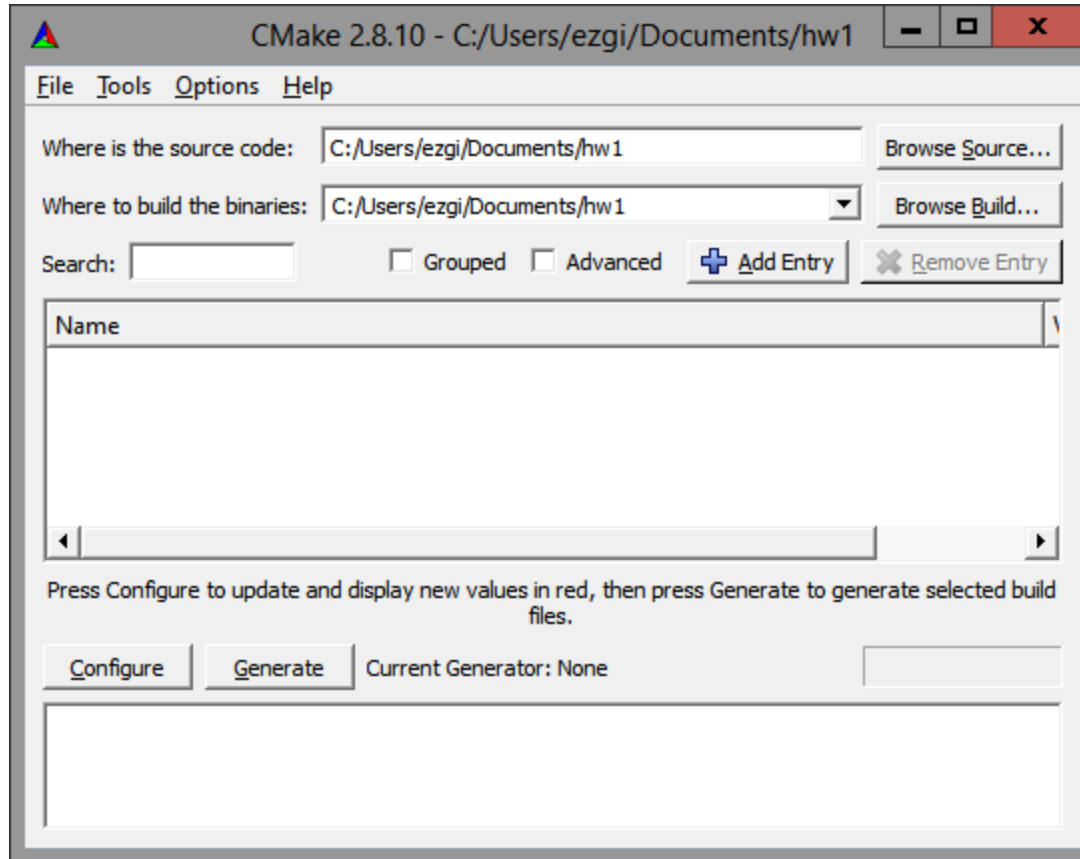 CMake 2.8.10 - C:/Users/ezgi/Documents/hw1
File Tools Options Help
Where is the source code: C:/Users/ezgi/Documents/hw1 Browse Source...
Where to build the binaries: C:/Users/ezgi/Documents/hw1 Browse Build...
Search: Grouped Advanced Add Entry Remove Entry
Name
Press Configure to update and display new values in red, then press Generate to generate selected build
files.
Configure Generate Current Generator: None